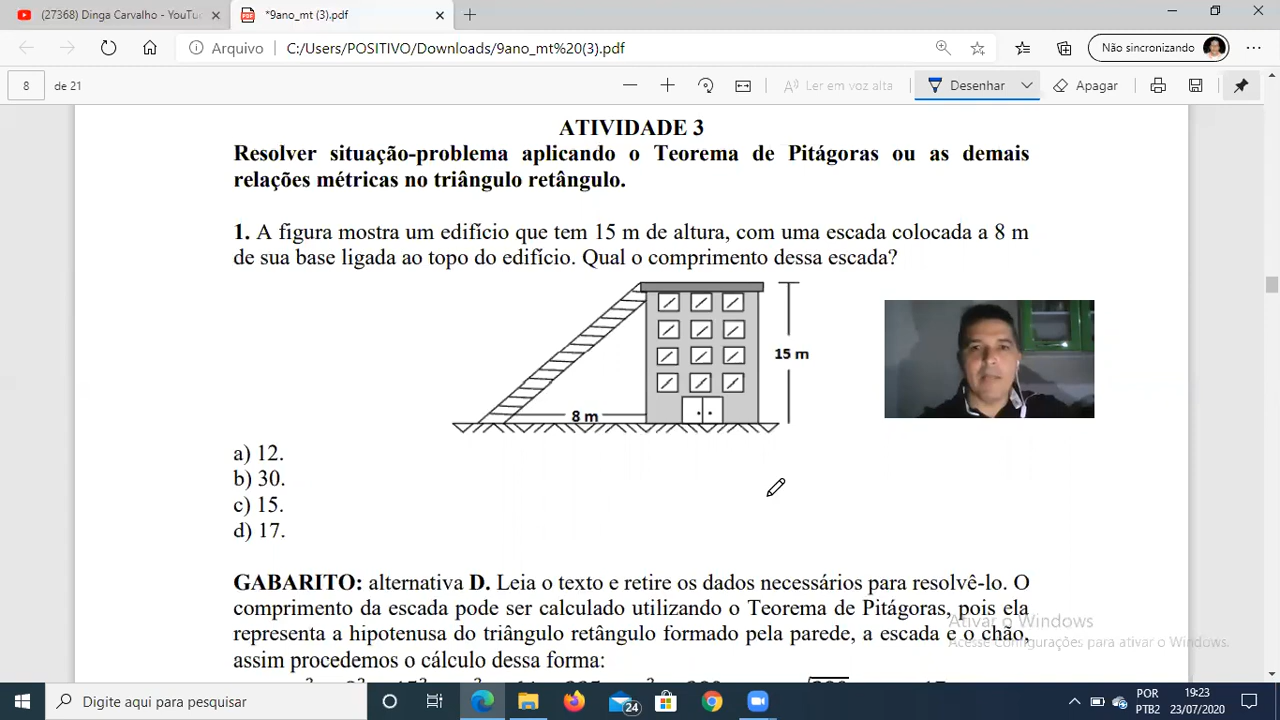 (27368) Dinga Carvalho - YouTu
*9ano_mt (3).pdf
Arquivo
C:/Users/POSITIVO/Downloads/9ano_mt%20(3).pdf
Não sincronizando
8
de 21
Ler em voz alta
Desenhar
Apagar
ATIVIDADE 3
Resolver situação-problema aplicando o Teorema de Pitágoras ou as demais
relações métricas no triângulo retângulo.
1. A figura mostra um edifício que tem 15 m de altura, com uma escada colocada a 8 m
de sua base ligada ao topo do edifício. Qual o comprimento dessa escada?
15 m
8 m
a) 12.
b) 30.
c) 15.
d) 17.
GABARITO: alternativa D. Leia o texto e retire os dados necessários para resolvê-lo. O
comprimento da escada pode ser calculado utilizando o Teorema de Pitágoras, pois ela
representa a hipotenusa do triângulo retângulo formado pela parede, a escada e o chão,
assim procedemos o cálculo dessa forma:
Ativar o Windows
Acesse Configurações para ativar o Windows.
Digite aqui para pesquisar
24
POR
PTB2
19:23
23/07/2020